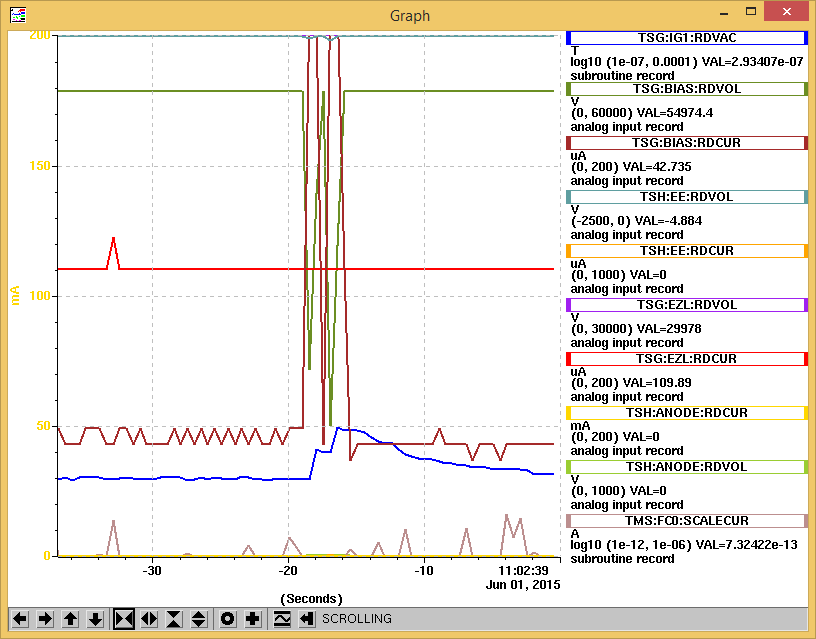 Graph
200
150
100
50
0
mA
-30
-20
-10
11:02:39
Jun 01, 2015
(Seconds)
TSG:IG1:RDVAC
T
log10 (1e-07, 0.0001) VAL=2.93407e-07
subroutine record
TSG:BIAS:RDVOL
V
(0, 60000) VAL=54974.4
analog input record
TSG:BIAS:RDCUR
uA
(0, 200) VAL=42.735
analog input record
TSH:EE:RDVOL
V
(-2500, 0) VAL=-4.884
analog input record
TSH:EE:RDCUR
uA
(0, 1000) VAL=0
analog input record
TSG:EZL:RDVOL
V
(0, 30000) VAL=29978
analog input record
TSG:EZL:RDCUR
uA
(0, 200) VAL=109.89
analog input record
TSH:ANODE:RDCUR
mA
(0, 200) VAL=0
analog input record
TSH:ANODE:RDVOL
V
(0, 1000) VAL=0
analog input record
TMS:FC0:SCALECUR
A
log10 (1e-12, 1e-06) VAL=7.32422e-13
subroutine record
SCROLLING